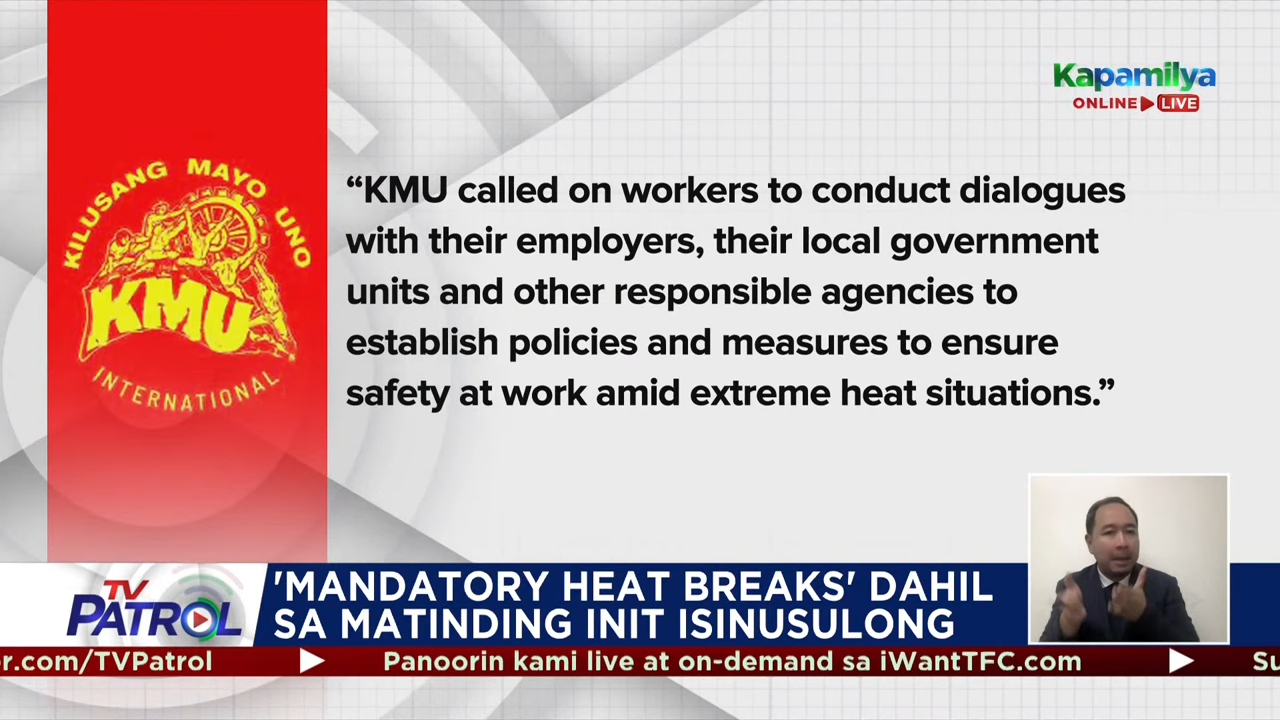 Kapamilya
ONLINE LIVE
KILUSANG MAYO UNO
KMU
INTERNATIONAL
“KMU called on workers to conduct dialogues
with their employers, their local government
units and other responsible agencies to
establish policies and measures to ensure
safety at work amid extreme heat situations.”
TV
PATROL
'MANDATORY HEAT BREAKS' DAHIL
SA MATINDING INIT ISINUSULONG
er.com/TVPatrol Panoorin kami live at on-demand sa iWantTFC.com Su